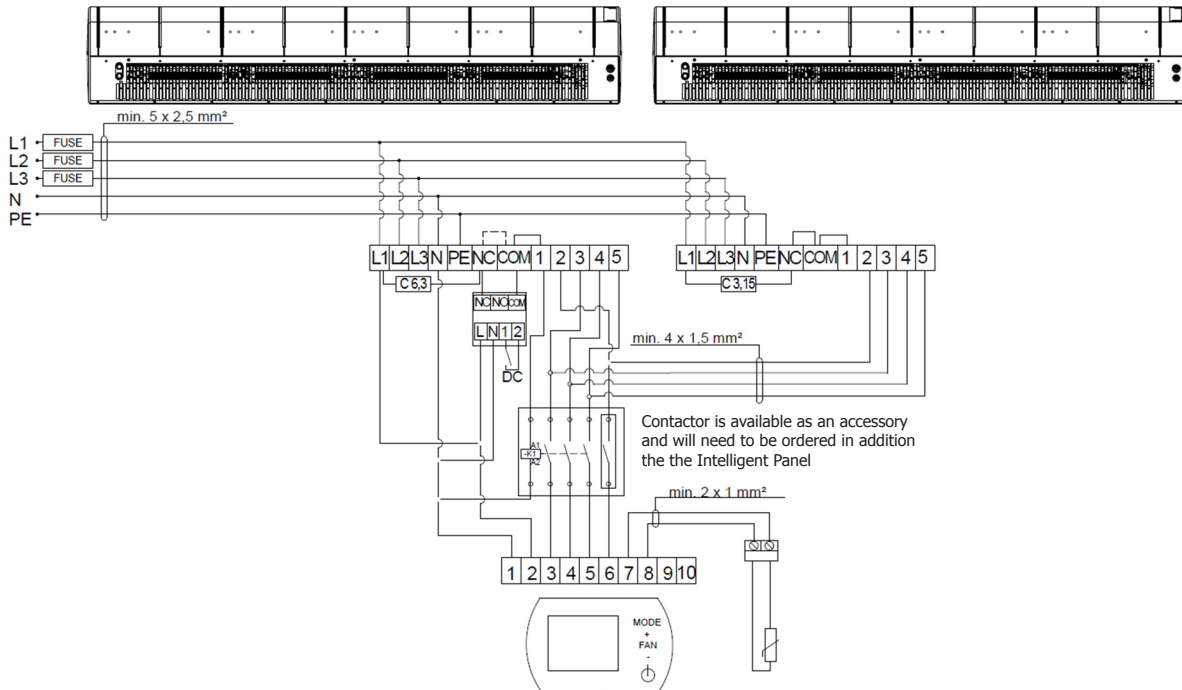 min. 5 x 2,5 mm²
L1 FUSE
L2 FUSE
L3 FUSE
N
PE
L1 L2 L3 N PE NC COM 1 2 3 4 5
L1 L2 L3 N PE NC COM 1 2 3 4 5
C 6,3
C 3,15
NC NC COM
L N 1 2
DC
min. 4 x 1,5 mm²
Contactor is available as an accessory
and will need to be ordered in addition
the the Intelligent Panel
A1
-K1
A2
min. 2 x 1 mm²
1 2 3 4 5 6 7 8 9 10
MODE
+
FAN
-